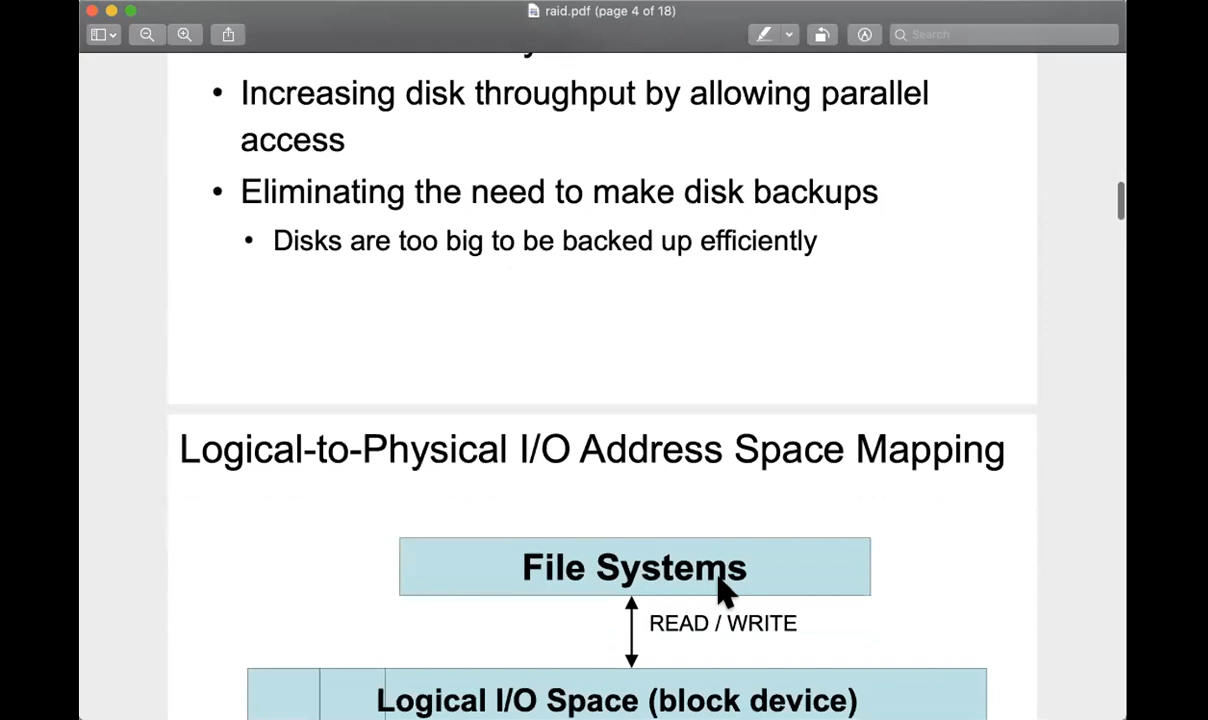 raid.pdf (page 4 of 18)
Search
• Increasing disk throughput by allowing parallel
access
• Eliminating the need to make disk backups
• Disks are too big to be backed up efficiently
Logical-to-Physical I/O Address Space Mapping
File Systems
READ / WRITE
Logical I/O Space (block device)